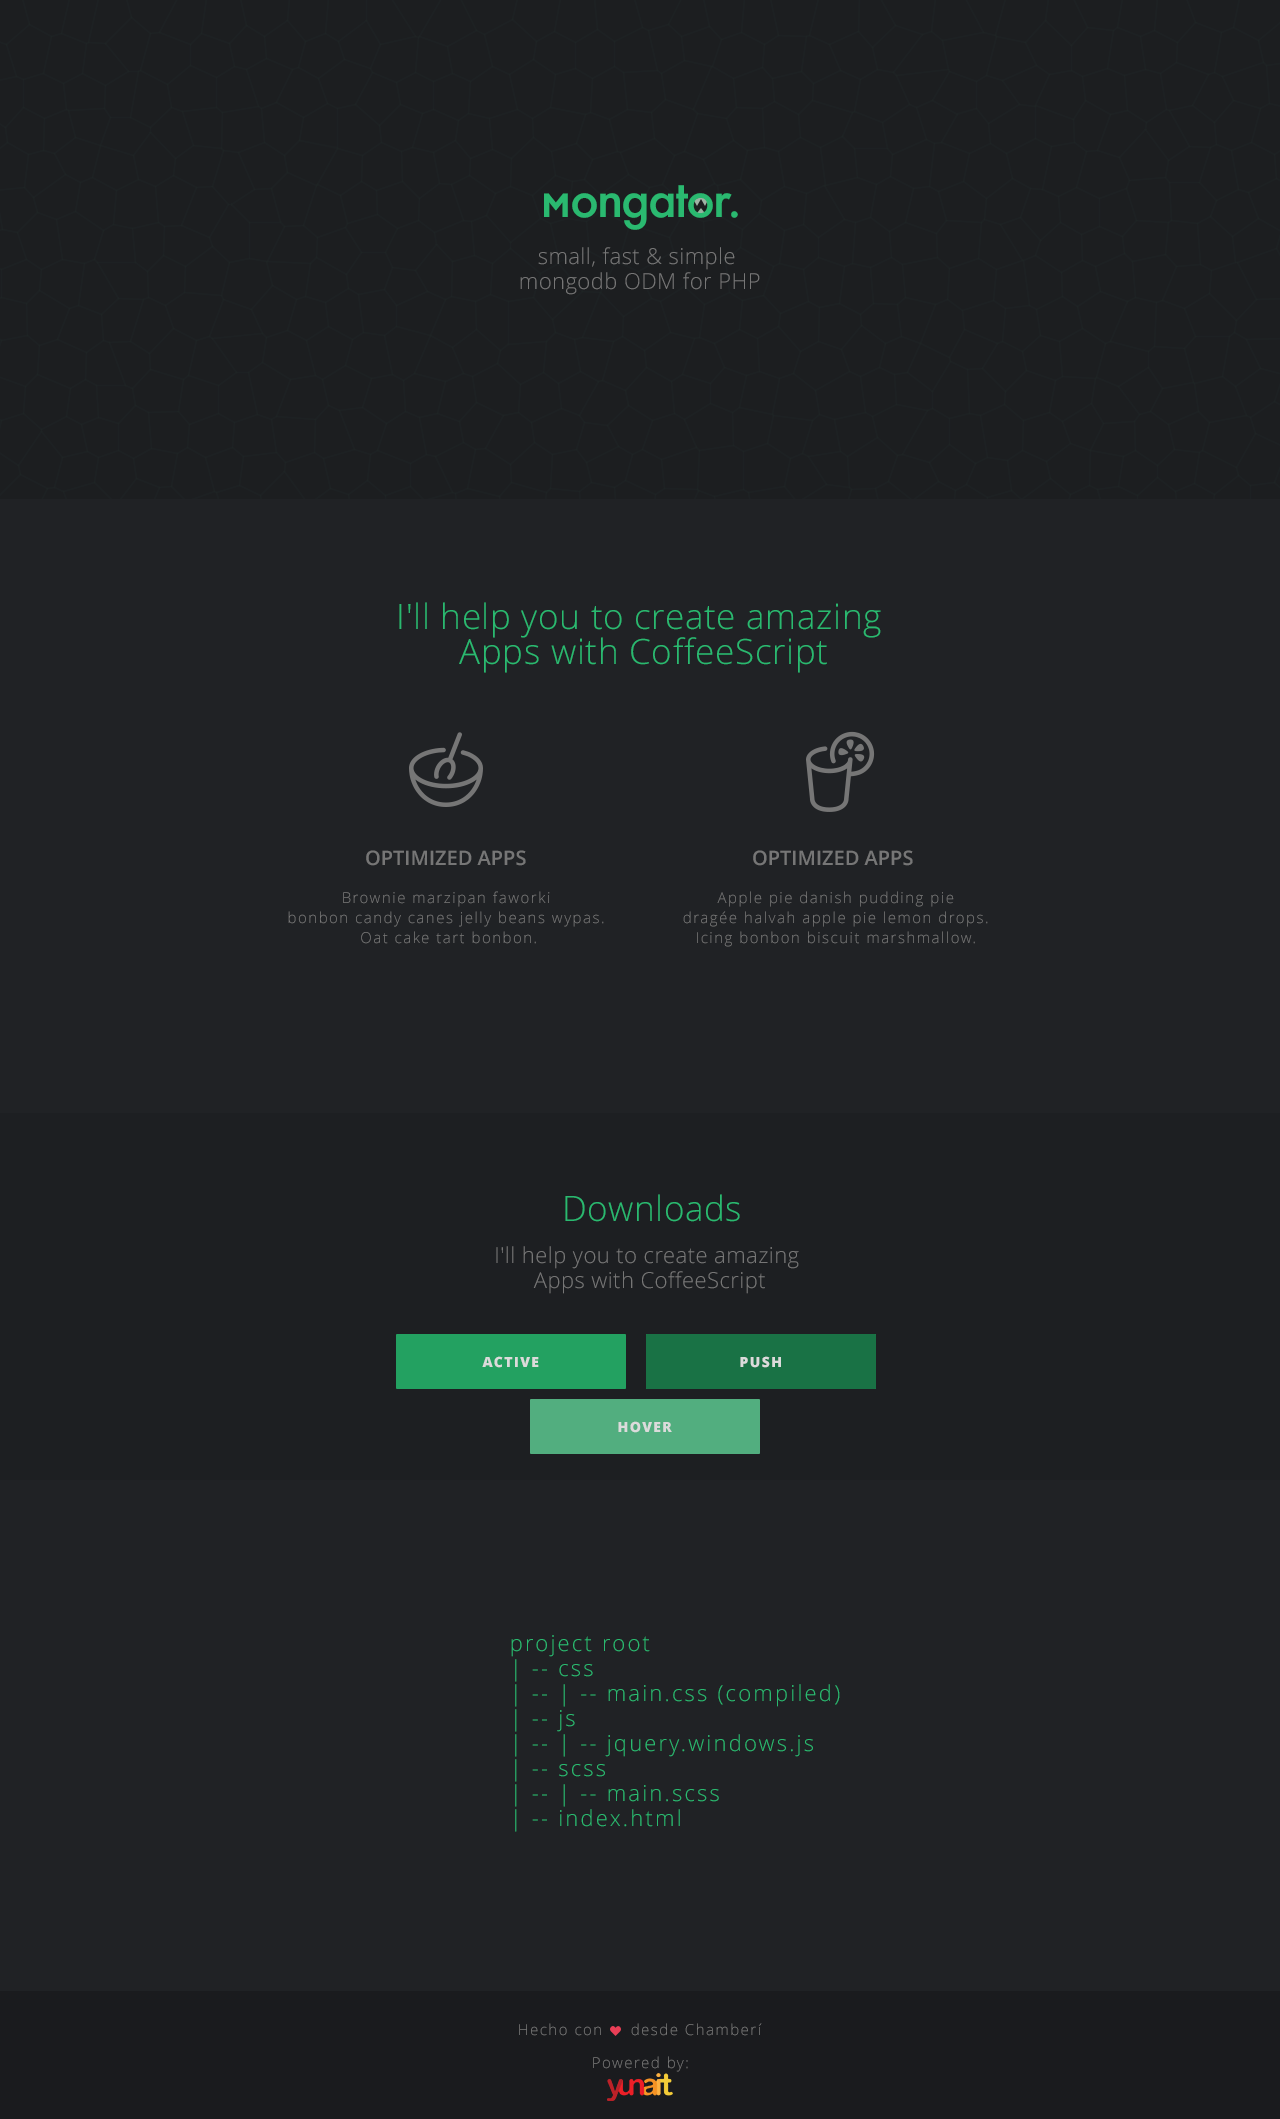 Mongator.
small, fast & simple
mongodb ODM for PHP
I'll help you to create amazing
Apps with CoffeeScript
OPTIMIZED APPS
Brownie marzipan faworki
bonbon candy canes jelly beans wypas.
Oat cake tart bonbon.
OPTIMIZED APPS
Apple pie danish pudding pie
dragée halvah apple pie lemon drops.
Icing bonbon biscuit marshmallow.
Downloads
I'll help you to create amazing
Apps with CoffeeScript
ACTIVE
PUSH
HOVER
project root
| -- css
| -- | -- main.css (compiled)
| -- js
| -- | -- jquery.windows.js
| -- scss
| -- | -- main.scss
| -- index.html
Hecho con ♥ desde Chamberí
Powered by:
yunait